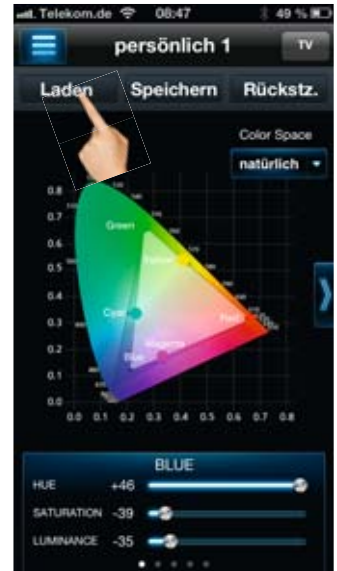 Telekom.de 08:47 49 %
persönlich 1 TV
Laden Speichern Rückstz.
Color Space
natürlich
0.8
0.7
0.6
0.5
0.4
0.3
0.2
0.1
0.0
Green
Cyan
Red
Magenta
Blue
0.0 0.1 0.2 0.3 0.4 0.5 0.6 0.7 0.8
BLUE
HUE +46
SATURATION -39
LUMINANCE -35